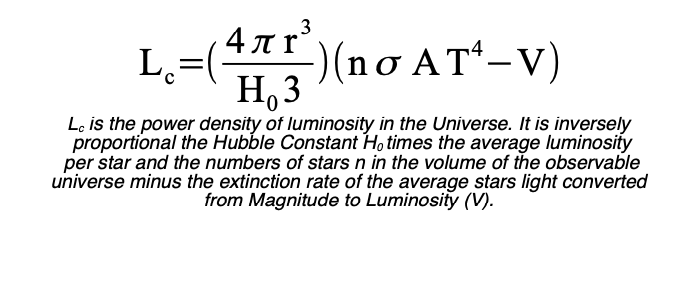 L_c=(4πr³/H₀3)(nσAT⁴−V)
L_c is the power density of luminosity in the Universe. It is inversely
proportional the Hubble Constant H₀ times the average luminosity
per star and the numbers of stars n in the volume of the observable
universe minus the extinction rate of the average stars light converted
from Magnitude to Luminosity (V).